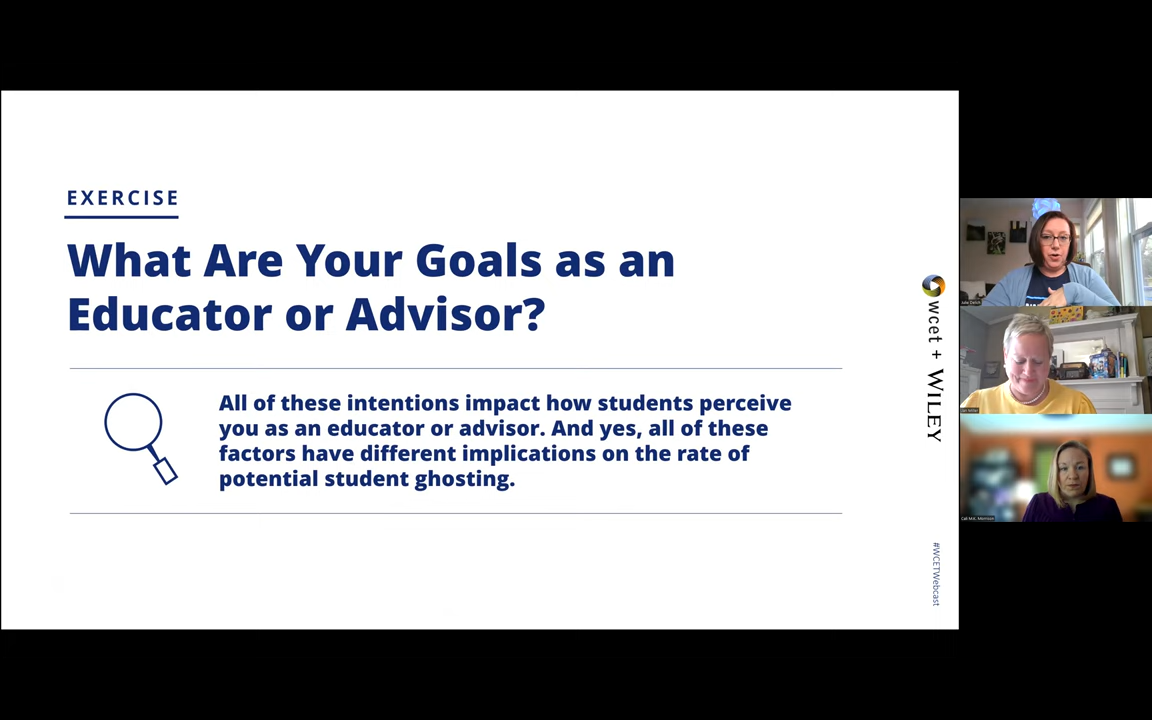 EXERCISE
What Are Your Goals as an
Educator or Advisor?
All of these intentions impact how students perceive
you as an educator or advisor. And yes, all of these
factors have different implications on the rate of
potential student ghosting.
wcet + WILEY
#WCETWebcast